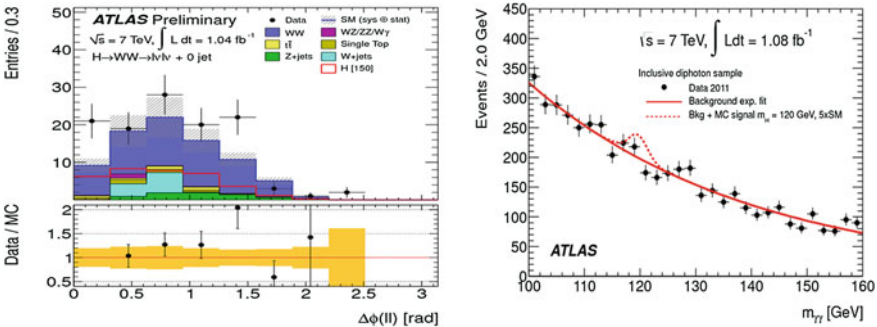 Entries / 0.3
50
40
30
20
10
ATLAS Preliminary
√s = 7 TeV, ∫ L dt = 1.04 fb⁻¹
H→WW→lνlν + 0 jet
Data
SM (sys ⊕ stat)
WW
WZ/ZZ/Wγ
tt̄
Single Top
Z+jets
W+jets
H [150]
Data / MC
2
1.5
1
0.5
0 0.5 1 1.5 2 2.5 3
Δϕ(ll) [rad]
Events / 2.0 GeV
450
400
350
300
250
200
150
100
50
0
√s = 7 TeV, ∫ Ldt = 1.08 fb⁻¹
Inclusive diphoton sample
Data 2011
Background exp. fit
Bkg + MC signal m_H = 120 GeV, 5xSM
ATLAS
100 110 120 130 140 150 160
m_γγ [GeV]